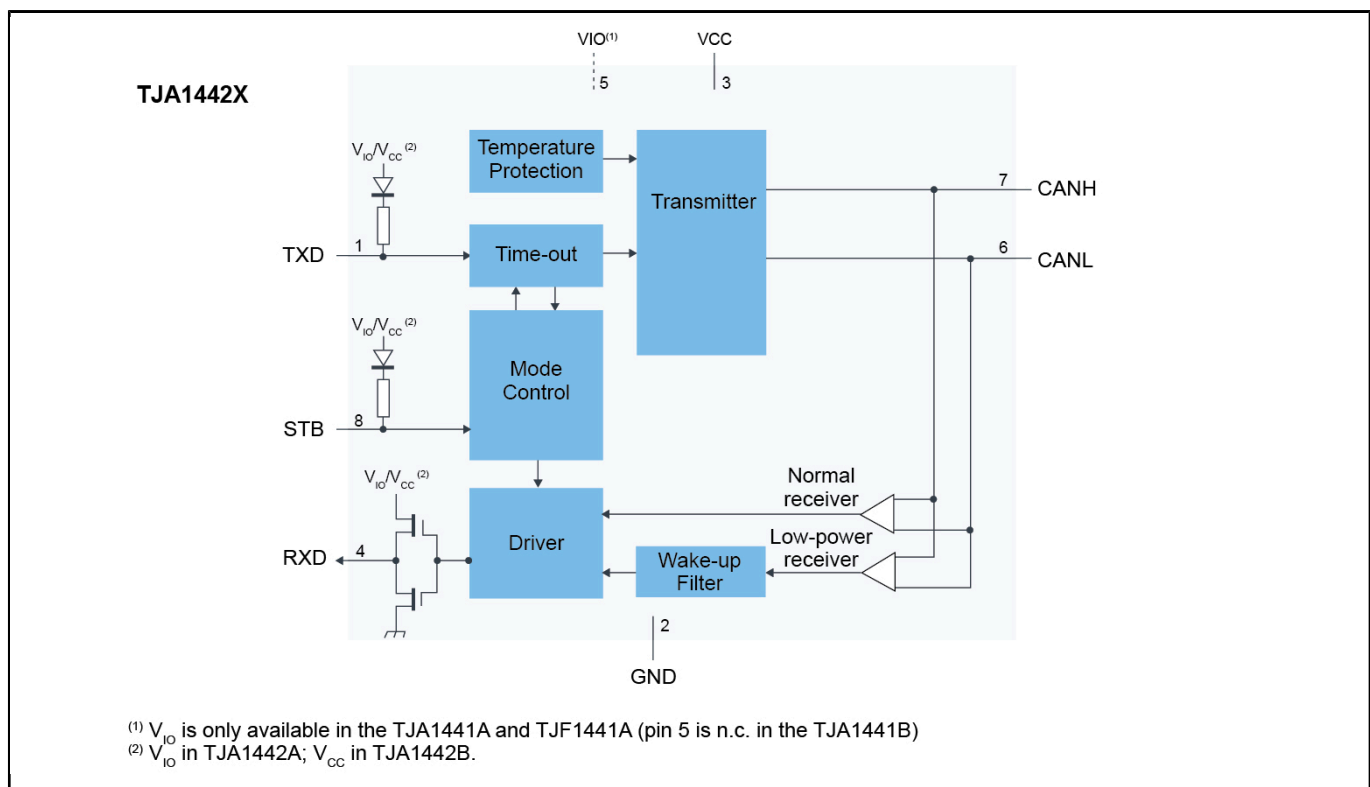 VIO(1)
VCC
5
3
TJA1442X
VIO/VCC (2)
Temperature
Protection
Transmitter
7
CANH
TXD
1
Time-out
6
CANL
VIO/VCC (2)
Mode
Control
STB
8
VIO/VCC (2)
Normal
receiver
RXD
4
Driver
Low-power
receiver
Wake-up
Filter
2
GND
(1) VIO is only available in the TJA1441A and TJF1441A (pin 5 is n.c. in the TJA1441B)
(2) VIO in TJA1442A; VCC in TJA1442B.